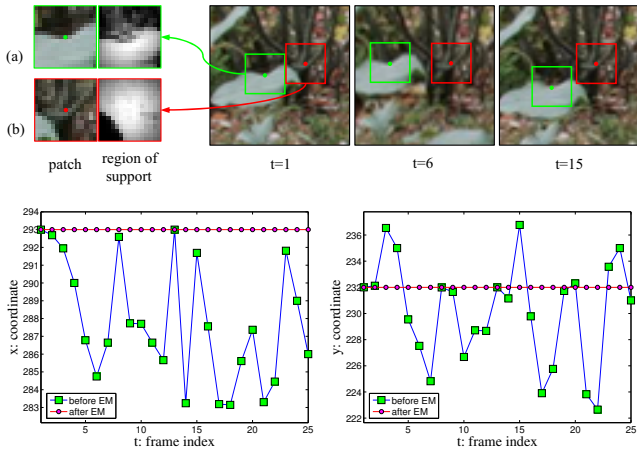 (a)
(b)
patch
region of
support
t=1
t=6
t=15
294
293
292
291
290
289
288
287
286
285
284
283
5
10
15
20
25
x: coordinate
t: frame index
before EM
after EM
236
234
232
230
228
226
224
222
5
10
15
20
25
y: coordinate
t: frame index
before EM
after EM